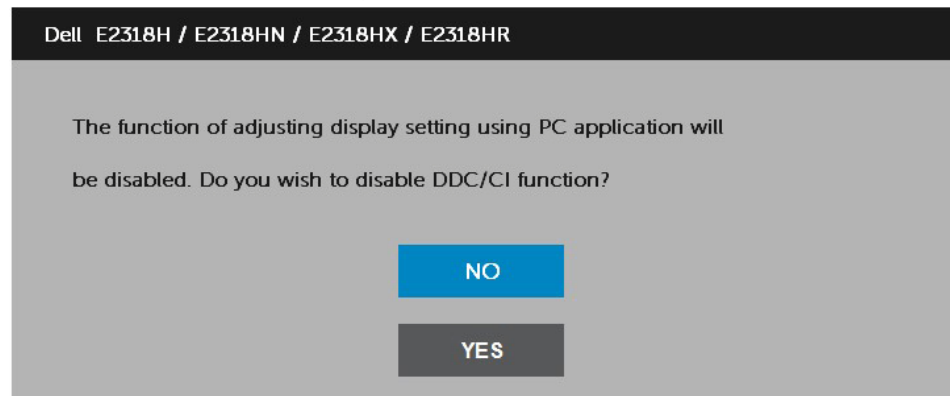 Dell E2318H / E2318HN / E2318HX / E2318HR
The function of adjusting display setting using PC application will
be disabled. Do you wish to disable DDC/CI function?
NO
YES